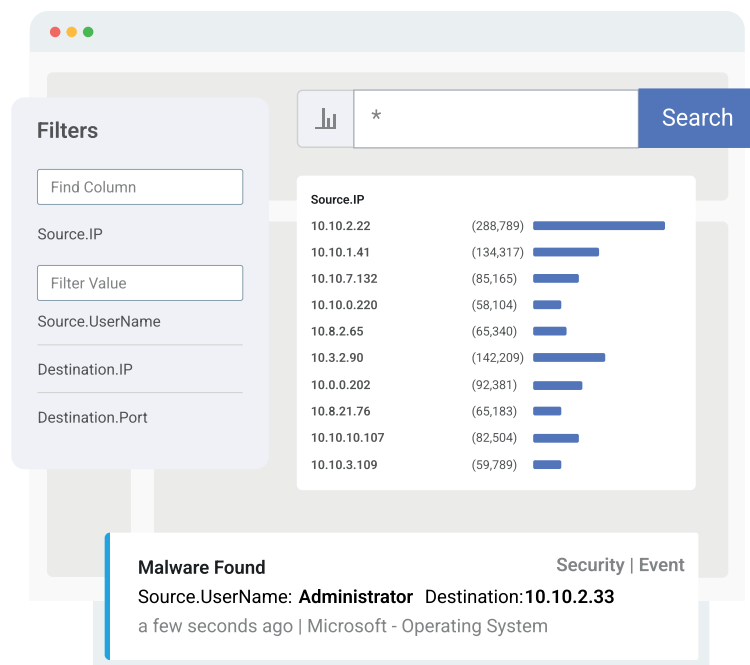 Filters
Find Column
Source.IP
Filter Value
Source.UserName
Destination.IP
Destination.Port
*
Search
Source.IP
10.10.2.22 (288,789)
10.10.1.41 (134,317)
10.10.7.132 (85,165)
10.10.0.220 (58,104)
10.8.2.65 (65,340)
10.3.2.90 (142,209)
10.0.0.202 (92,381)
10.8.21.76 (65,183)
10.10.10.107 (82,504)
10.10.3.109 (59,789)
Malware Found Security | Event
Source.UserName: Administrator Destination:10.10.2.33
a few seconds ago | Microsoft - Operating System